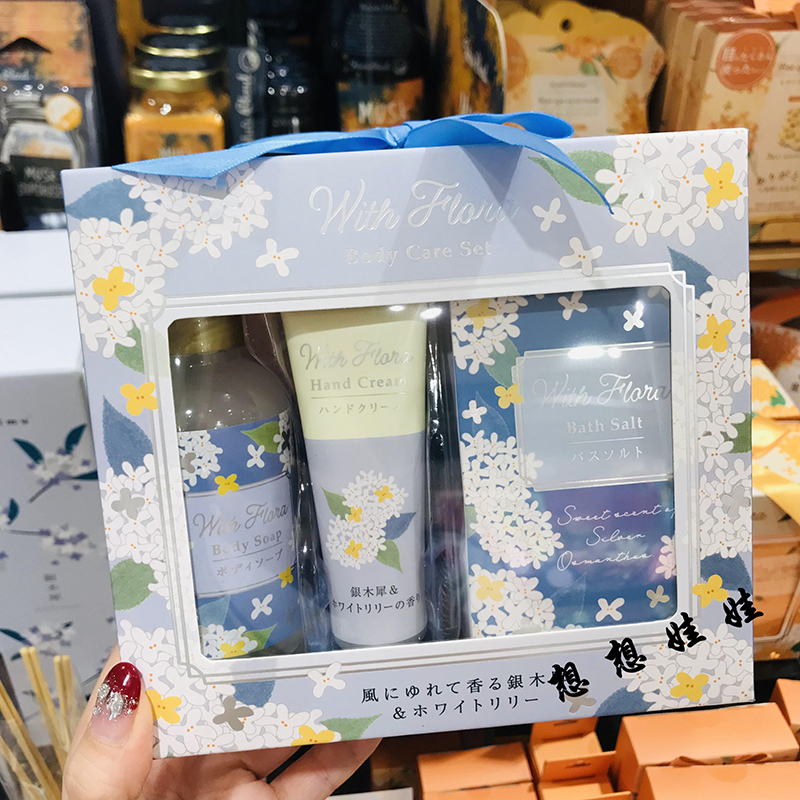 With Flora
Body Care Set
With Flora
Body Soap
ボディソープ
With Flora
Hand Cream
ハンドクリーム
銀木犀&
ホワイトリリーの香り
With Flora
Bath Salt
バスソルト
Sweet scent of
Silver
Osmanthus
風にゆれて香る銀木
&ホワイトリリー
想想娃娃
MUSK
MUSK